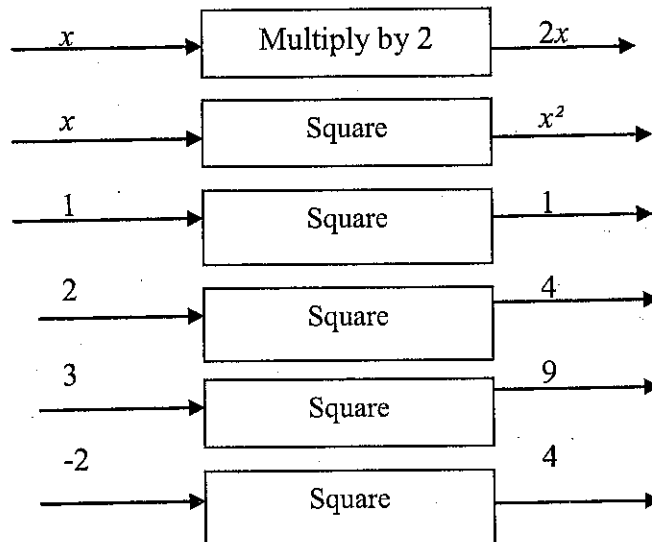 x Multiply by 2 2x
x Square x²
1 Square 1
2 Square 4
3 Square 9
-2 Square 4